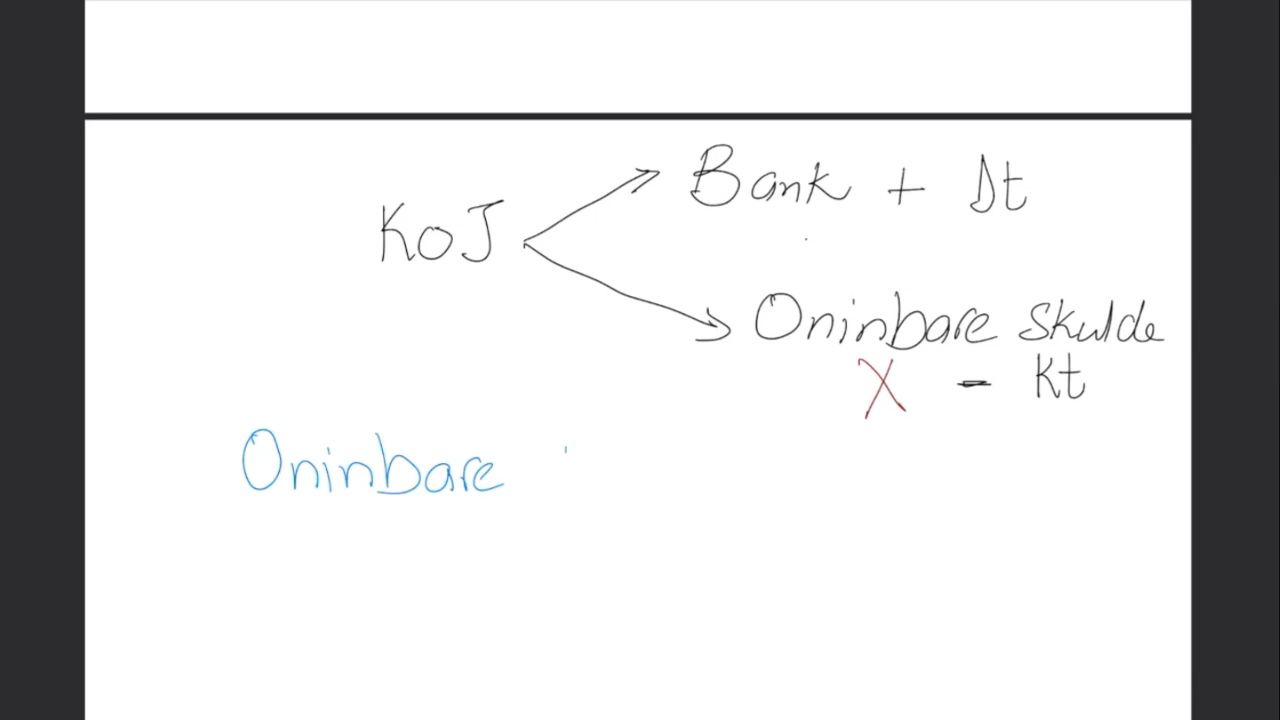 Bank + Dt
KOJ
Oninbare Skulde
X - Kt
Oninbare